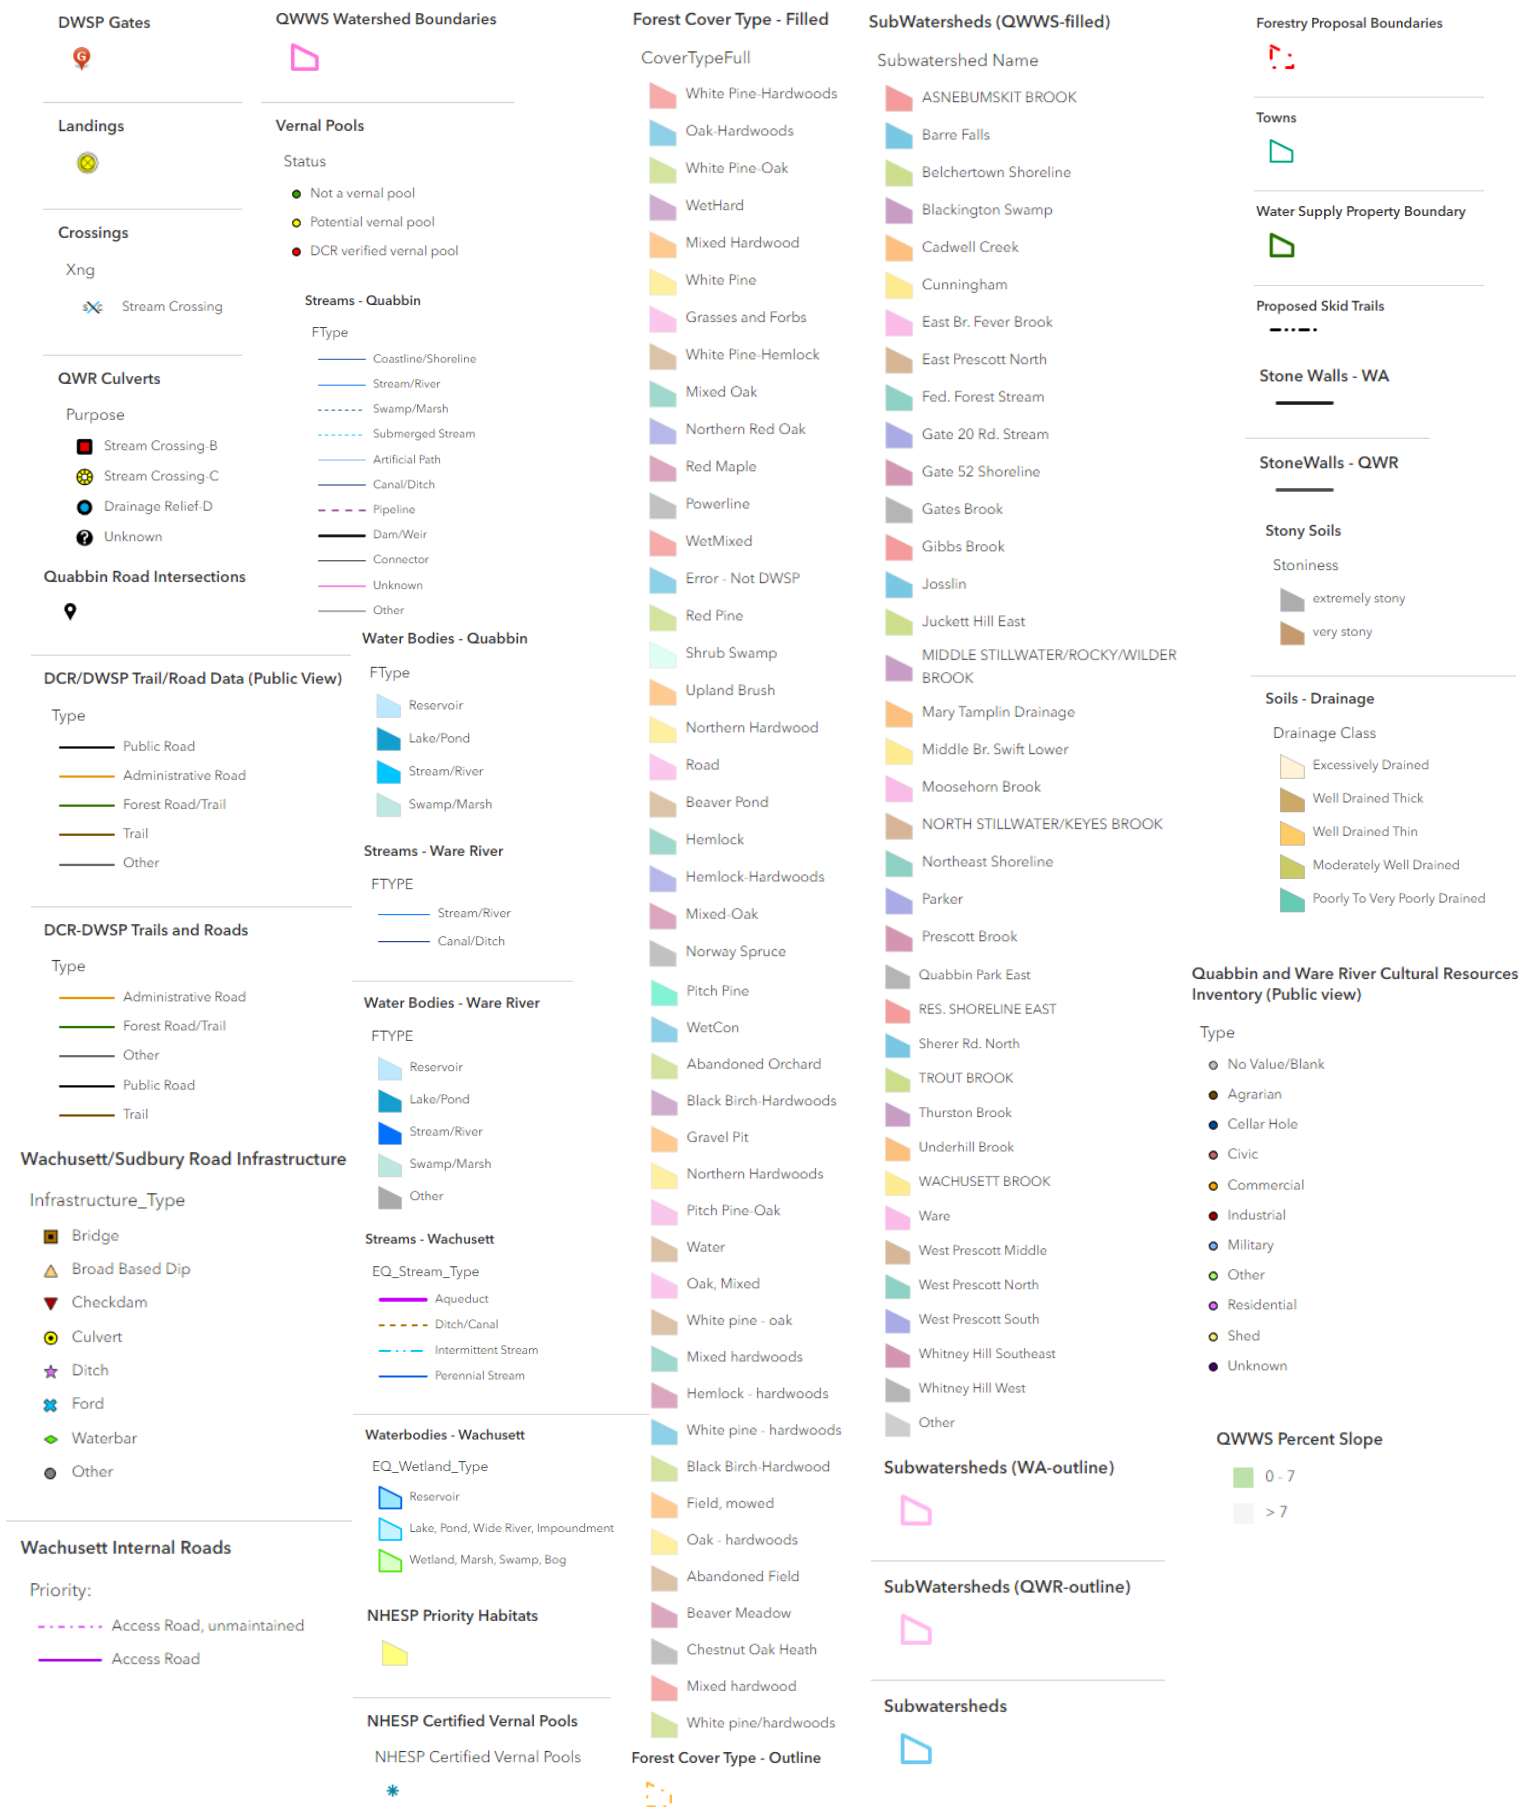 DWSP Gates
G
Landings
Crossings
Xng
Stream Crossing
QWR Culverts
Purpose
Stream Crossing-B
Stream Crossing-C
Drainage Relief-D
? Unknown
Quabbin Road Intersections
DCR/DWSP Trail/Road Data (Public View)
Type
Public Road
Administrative Road
Forest Road/Trail
Trail
Other
DCR-DWSP Trails and Roads
Type
Administrative Road
Forest Road/Trail
Other
Public Road
Trail
Wachusett/Sudbury Road Infrastructure
Infrastructure_Type
Bridge
Broad Based Dip
Checkdam
Culvert
Ditch
Ford
Waterbar
Other
Wachusett Internal Roads
Priority:
Access Road, unmaintained
Access Road
QWWS Watershed Boundaries
Vernal Pools
Status
Not a vernal pool
Potential vernal pool
DCR verified vernal pool
Streams - Quabbin
FType
Coastline/Shoreline
Stream/River
Swamp/Marsh
Submerged Stream
Artificial Path
Canal/Ditch
Pipeline
Dam/Weir
Connector
Unknown
Other
Water Bodies - Quabbin
FType
Reservoir
Lake/Pond
Stream/River
Swamp/Marsh
Streams - Ware River
FTYPE
Stream/River
Canal/Ditch
Water Bodies - Ware River
FTYPE
Reservoir
Lake/Pond
Stream/River
Swamp/Marsh
Other
Streams - Wachusett
EQ_Stream_Type
Aqueduct
Ditch/Canal
Intermittent Stream
Perennial Stream
Waterbodies - Wachusett
EQ_Wetland_Type
Reservoir
Lake, Pond, Wide River, Impoundment
Wetland, Marsh, Swamp, Bog
NHESP Priority Habitats
NHESP Certified Vernal Pools
NHESP Certified Vernal Pools
Forest Cover Type - Filled
CoverTypeFull
White Pine-Hardwoods
Oak-Hardwoods
White Pine-Oak
WetHard
Mixed Hardwood
White Pine
Grasses and Forbs
White Pine-Hemlock
Mixed Oak
Northern Red Oak
Red Maple
Powerline
WetMixed
Error - Not DWSP
Red Pine
Shrub Swamp
Upland Brush
Northern Hardwood
Road
Beaver Pond
Hemlock
Hemlock-Hardwoods
Mixed-Oak
Norway Spruce
Pitch Pine
WetCon
Abandoned Orchard
Black Birch-Hardwoods
Gravel Pit
Northern Hardwoods
Pitch Pine-Oak
Water
Oak, Mixed
White pine - oak
Mixed hardwoods
Hemlock - hardwoods
White pine - hardwoods
Black Birch-Hardwood
Field, mowed
Oak - hardwoods
Abandoned Field
Beaver Meadow
Chestnut Oak Heath
Mixed hardwood
White pine/hardwoods
Forest Cover Type - Outline
SubWatersheds (QWWS-filled)
Subwatershed Name
ASNEBUMSKIT BROOK
Barre Falls
Belchertown Shoreline
Blackington Swamp
Cadwell Creek
Cunningham
East Br. Fever Brook
East Prescott North
Fed. Forest Stream
Gate 20 Rd. Stream
Gate 52 Shoreline
Gates Brook
Gibbs Brook
Josslin
Juckett Hill East
MIDDLE STILLWATER/ROCKY/WILDER
BROOK
Mary Tamplin Drainage
Middle Br. Swift Lower
Moosehorn Brook
NORTH STILLWATER/KEYES BROOK
Northeast Shoreline
Parker
Prescott Brook
Quabbin Park East
RES. SHORELINE EAST
Sherer Rd. North
TROUT BROOK
Thurston Brook
Underhill Brook
WACHUSETT BROOK
Ware
West Prescott Middle
West Prescott North
West Prescott South
Whitney Hill Southeast
Whitney Hill West
Other
Subwatersheds (WA-outline)
SubWatersheds (QWR-outline)
Subwatersheds
Forestry Proposal Boundaries
Towns
Water Supply Property Boundary
Proposed Skid Trails
Stone Walls - WA
StoneWalls - QWR
Stony Soils
Stoniness
extremely stony
very stony
Soils - Drainage
Drainage Class
Excessively Drained
Well Drained Thick
Well Drained Thin
Moderately Well Drained
Poorly To Very Poorly Drained
Quabbin and Ware River Cultural Resources
Inventory (Public view)
Type
No Value/Blank
Agrarian
Cellar Hole
Civic
Commercial
Industrial
Military
Other
Residential
Shed
Unknown
QWWS Percent Slope
0 - 7
> 7